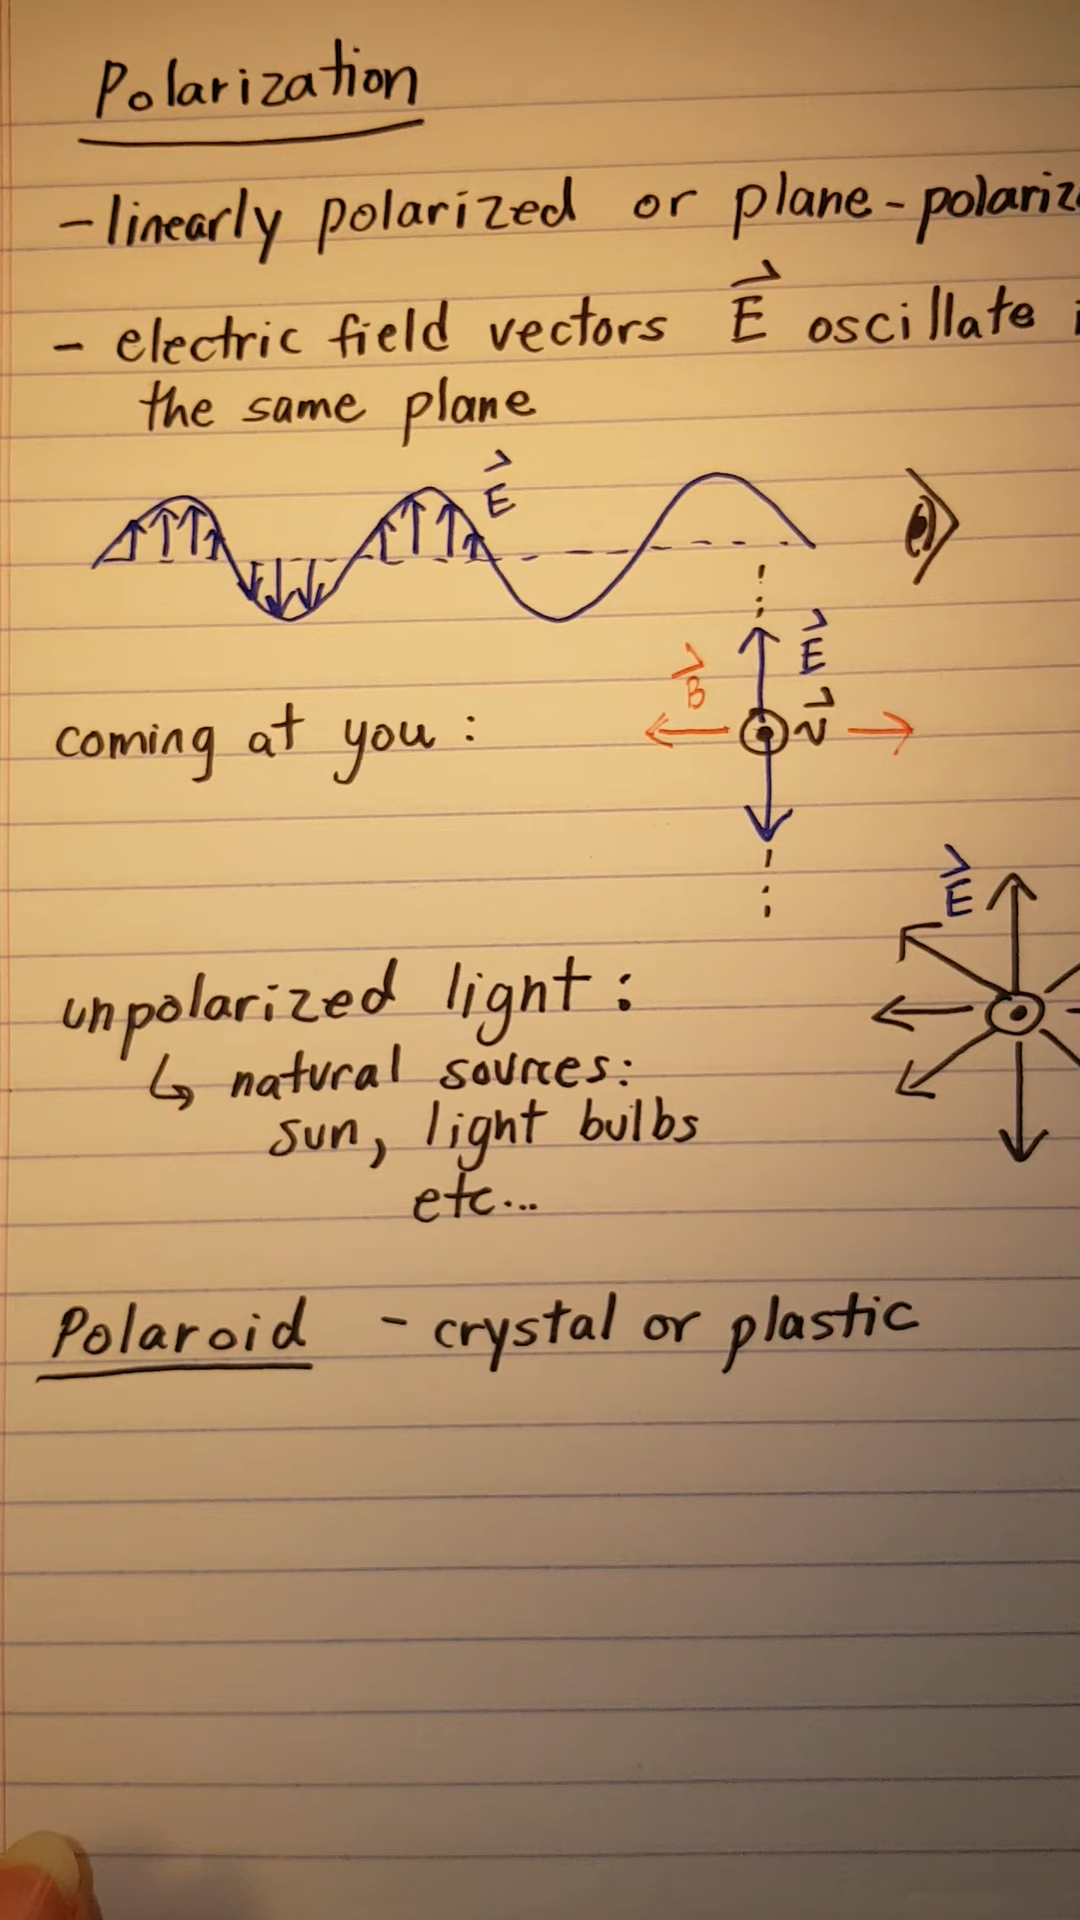 Polarization
- linearly polarized or plane-polariz
- electric field vectors E⃗ oscillate i
the same plane
E⃗
E⃗
B⃗
coming at you : v⃗
E⃗
unpolarized light :
↳ natural sources:
sun, light bulbs
etc...
Polaroid - crystal or plastic